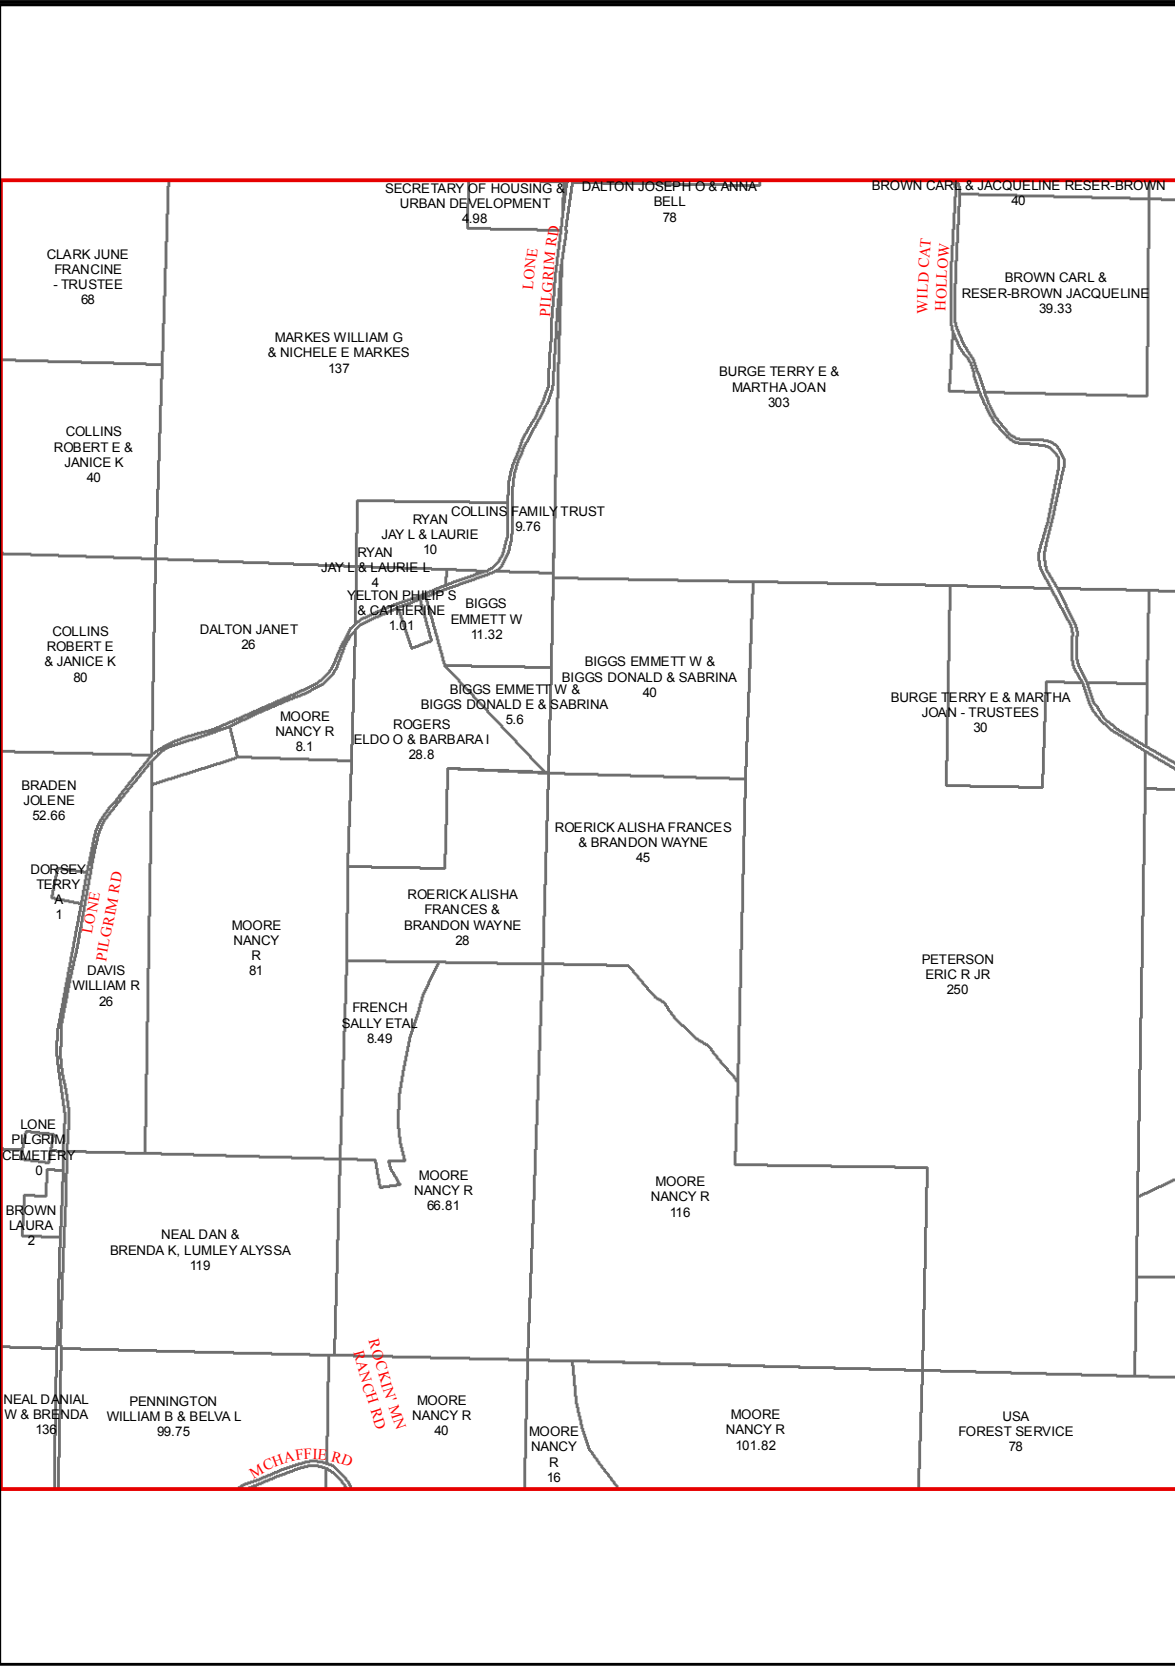 SECRETARY OF HOUSING &
URBAN DEVELOPMENT
4.98
DALTON JOSEPH O & ANNA
BELL
78
BROWN CARL & JACQUELINE RESER-BROWN
40
CLARK JUNE
FRANCINE
- TRUSTEE
68
LONE
PILGRIM RD
WILD CAT
HOLLOW
BROWN CARL &
RESER-BROWN JACQUELINE
39.33
MARKES WILLIAM G
& NICHELE E MARKES
137
BURGE TERRY E &
MARTHA JOAN
303
COLLINS
ROBERT E &
JANICE K
40
RYAN
JAY L & LAURIE
10
COLLINS FAMILY TRUST
9.76
RYAN
JAY L & LAURIE L
4
YELTON PHILIP S
& CATHERINE
1.01
BIGGS
EMMETT W
11.32
COLLINS
ROBERT E
& JANICE K
80
DALTON JANET
26
BIGGS EMMETT W &
BIGGS DONALD & SABRINA
40
BIGGS EMMETT W &
BIGGS DONALD E & SABRINA
5.6
BURGE TERRY E & MARTHA
JOAN - TRUSTEES
30
MOORE
NANCY R
8.1
ROGERS
ELDO O & BARBARA I
28.8
BRADEN
JOLENE
52.66
ROERICK ALISHA FRANCES
& BRANDON WAYNE
45
DORSEY
TERRY
A
1
LONE
PILGRIM RD
ROERICK ALISHA
FRANCES &
BRANDON WAYNE
28
MOORE
NANCY
R
81
DAVIS
WILLIAM R
26
PETERSON
ERIC R JR
250
FRENCH
SALLY ETAL
8.49
LONE
PILGRIM
CEMETERY
0
MOORE
NANCY R
66.81
MOORE
NANCY R
116
BROWN
LAURA
2
NEAL DAN &
BRENDA K, LUMLEY ALYSSA
119
ROCKIN' MN
RANCH RD
NEAL DANIAL
W & BRENDA
136
PENNINGTON
WILLIAM B & BELVA L
99.75
MOORE
NANCY R
40
MOORE
NANCY
R
16
MOORE
NANCY R
101.82
USA
FOREST SERVICE
78
MCHAFFIE RD